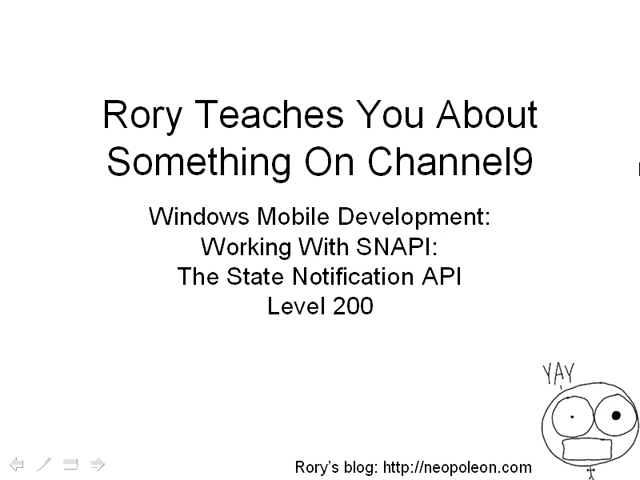 Rory Teaches You About
Something On Channel9
Windows Mobile Development:
Working With SNAPI:
The State Notification API
Level 200
YAY
Rory's blog: http://neopoleon.com